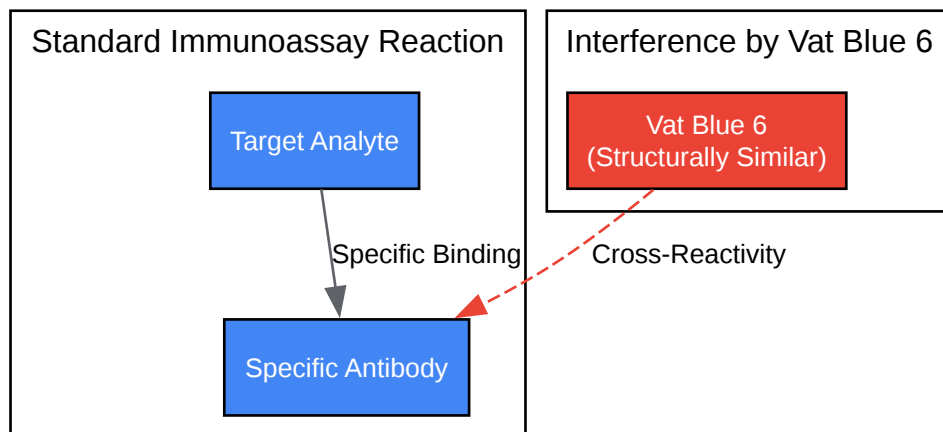 Standard Immunoassay Reaction
Interference by Vat Blue 6
Target Analyte
Vat Blue 6
(Structurally Similar)
Specific Binding
Cross-Reactivity
Specific Antibody